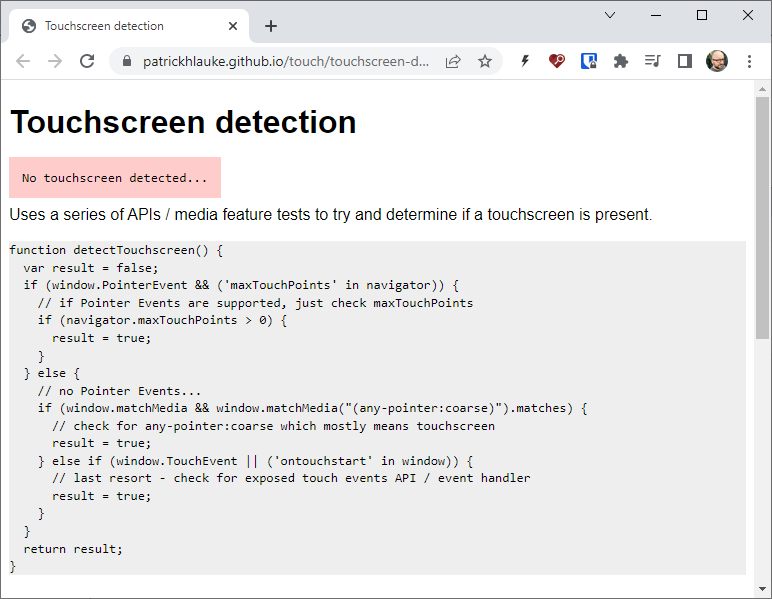 Touchscreen detection
patrickhlauke.github.io/touch/touchscreen-d...
Touchscreen detection
No touchscreen detected...
Uses a series of APIs / media feature tests to try and determine if a touchscreen is present.
function detectTouchscreen() {
  var result = false;
  if (window.PointerEvent && ('maxTouchPoints' in navigator)) {
    // if Pointer Events are supported, just check maxTouchPoints
    if (navigator.maxTouchPoints > 0) {
      result = true;
    }
  } else {
    // no Pointer Events...
    if (window.matchMedia && window.matchMedia("(any-pointer:coarse)").matches) {
      // check for any-pointer:coarse which mostly means touchscreen
      result = true;
    } else if (window.TouchEvent || ('ontouchstart' in window)) {
      // last resort - check for exposed touch events API / event handler
      result = true;
    }
  }
  return result;
}